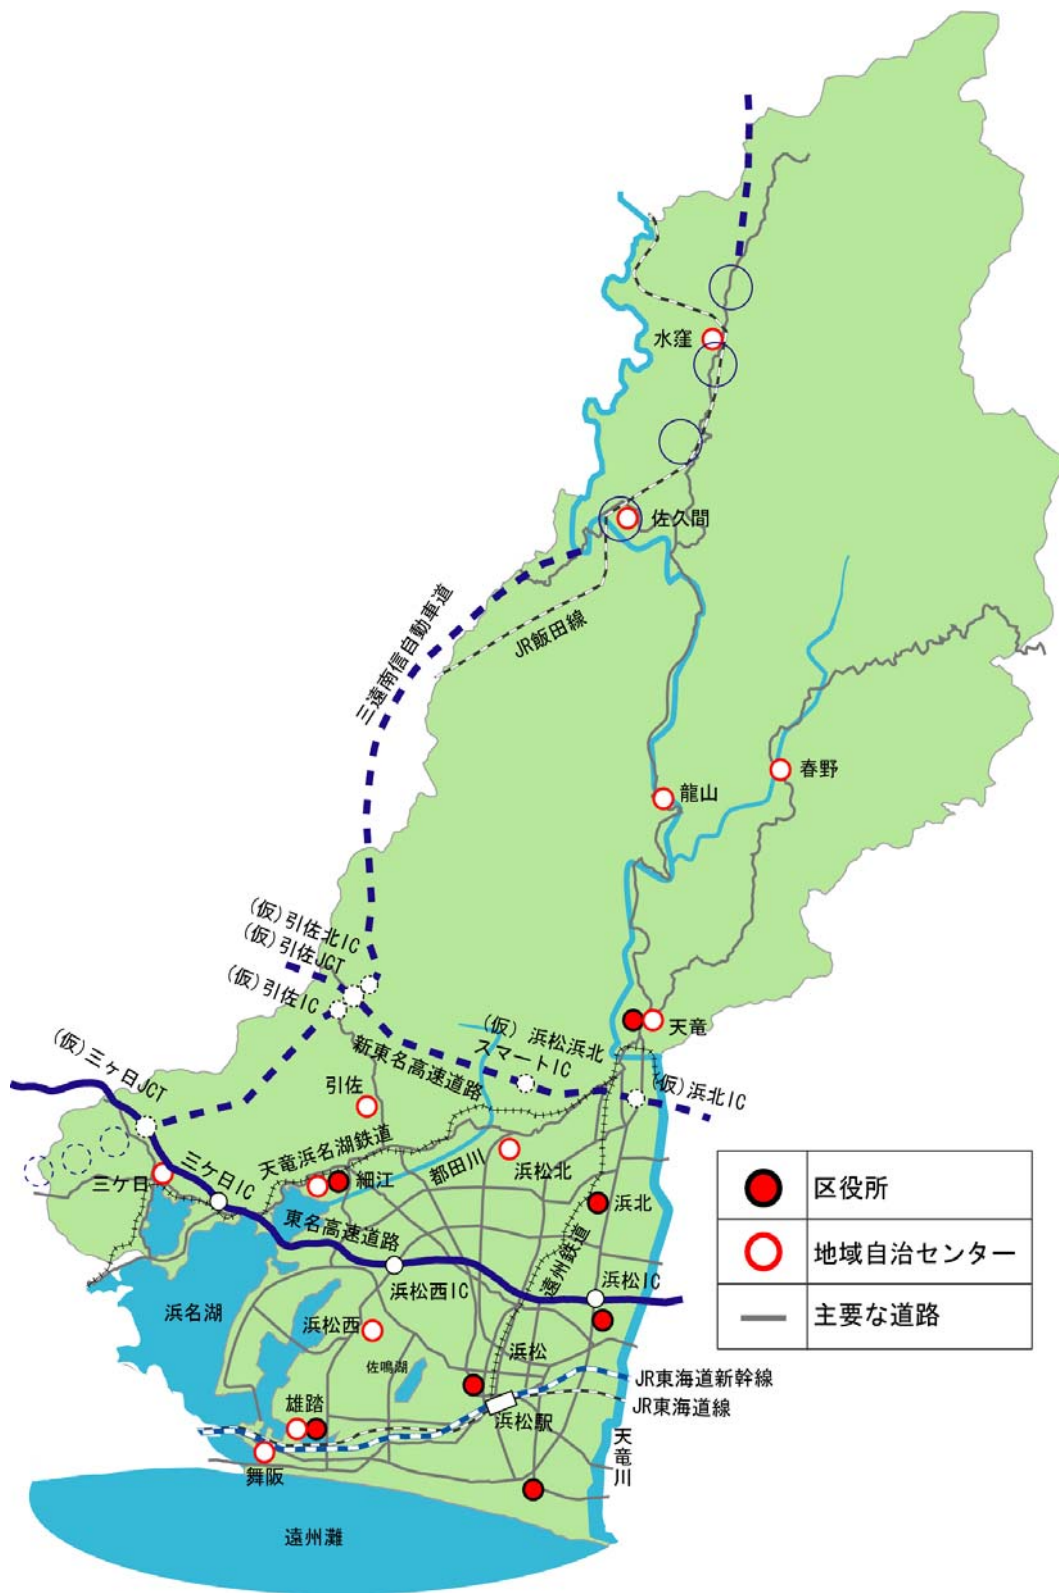 水窪
佐久間
三遠南信自動車道
JR飯田線
春野
龍山
(仮)引佐北IC
(仮)引佐JCT
(仮)引佐IC
天竜
(仮) 浜松浜北
スマートIC
新東名高速道路
(仮)三ヶ日JCT
(仮)浜北IC
引佐
天竜浜名湖鉄道
都田川
浜松北
三ケ日
三ケ日IC
細江
浜北
東名高速道路
遠州鉄道
浜松西IC
浜松IC
浜名湖
浜松西
佐鳴湖
浜松
JR東海道新幹線
JR東海道線
雄踏
浜松駅
舞阪
天竜川
遠州灘
区役所
地域自治センター
主要な道路